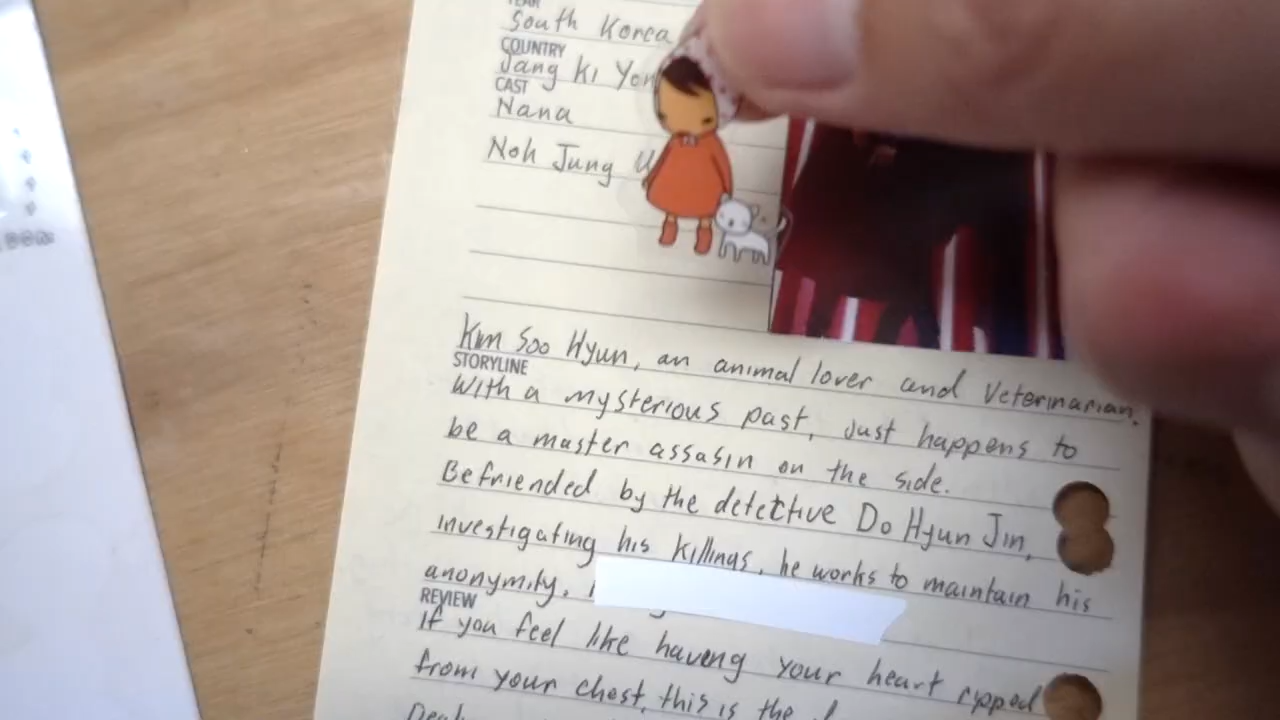 South Korea
COUNTRY
Jang Ki
CAST
Nana
Noh Jung
Kim Soo Hyun, an animal lover and Veterinarian.
STORYLINE
With a mysterious past, Just happens to
be a master assasin on the side.
Befriended by the detective Do Hyun Jin,
investigating his killings, he works to maintain his
anonymity.
REVIEW
If you feel like having your heart ripped
from your chest, this is the